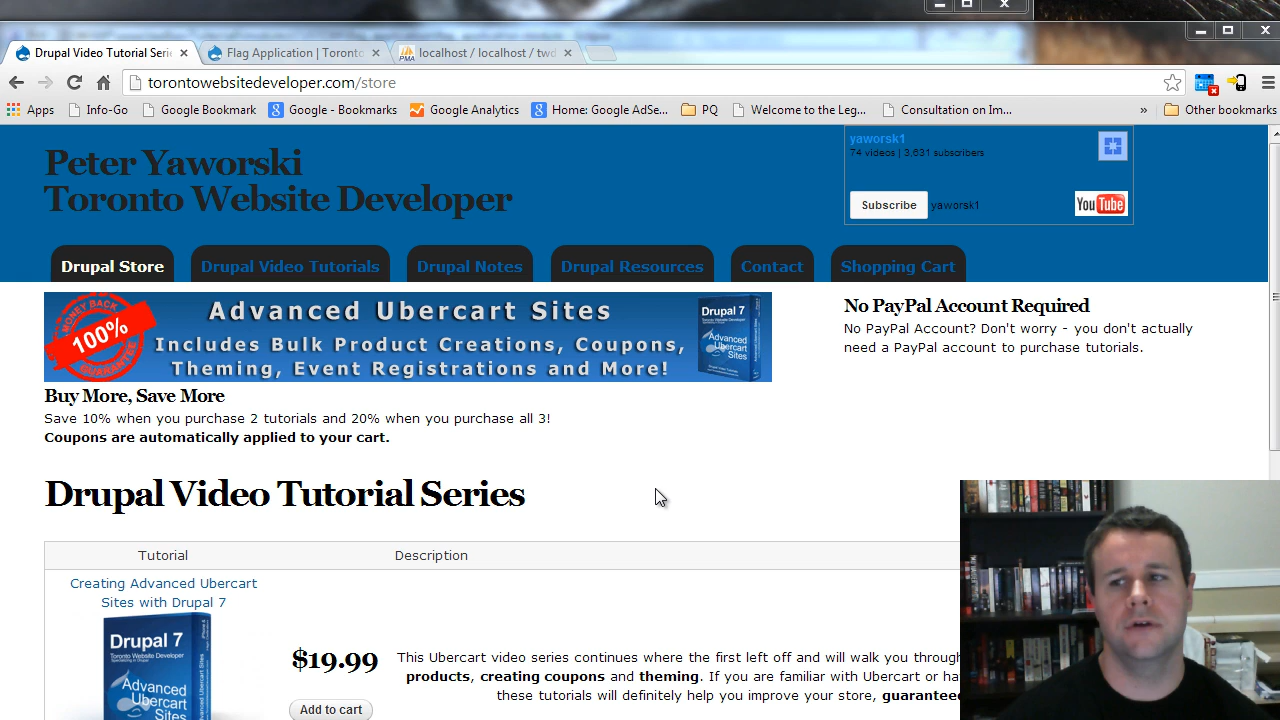 Drupal Video Tutorial Seri
Flag Application | Toronto
localhost / localhost / twd
torontowebsitedeveloper.com/store
Apps
Info-Go
Google Bookmark
Google - Bookmarks
Google Analytics
Home: Google AdSe...
PQ
Welcome to the Leg...
Consultation on Im...
»
Other bookmarks
Peter Yaworski
Toronto Website Developer
yaworsk1
74 videos | 3,631 subscribers
Subscribe yaworsk1
YouTube
Drupal Store
Drupal Video Tutorials
Drupal Notes
Drupal Resources
Contact
Shopping Cart
MONEY BACK
100%
GUARANTEE
Advanced Ubercart Sites
Includes Bulk Product Creations, Coupons,
Theming, Event Registrations and More!
Drupal 7
Advanced
Ubercart
Sites
No PayPal Account Required
No PayPal Account? Don't worry - you don't actually
need a PayPal account to purchase tutorials.
Buy More, Save More
Save 10% when you purchase 2 tutorials and 20% when you purchase all 3!
Coupons are automatically applied to your cart.
Drupal Video Tutorial Series
Tutorial
Description
Creating Advanced Ubercart
Sites with Drupal 7
Drupal 7
Toronto Website Developer
Specializing in Drupal
Advanced
Ubercart
Sites
$19.99
Add to cart
This Ubercart video series continues where the first left off and will walk you through
products, creating coupons and theming. If you are familiar with Ubercart or ha
these tutorials will definitely help you improve your store, guaranteed